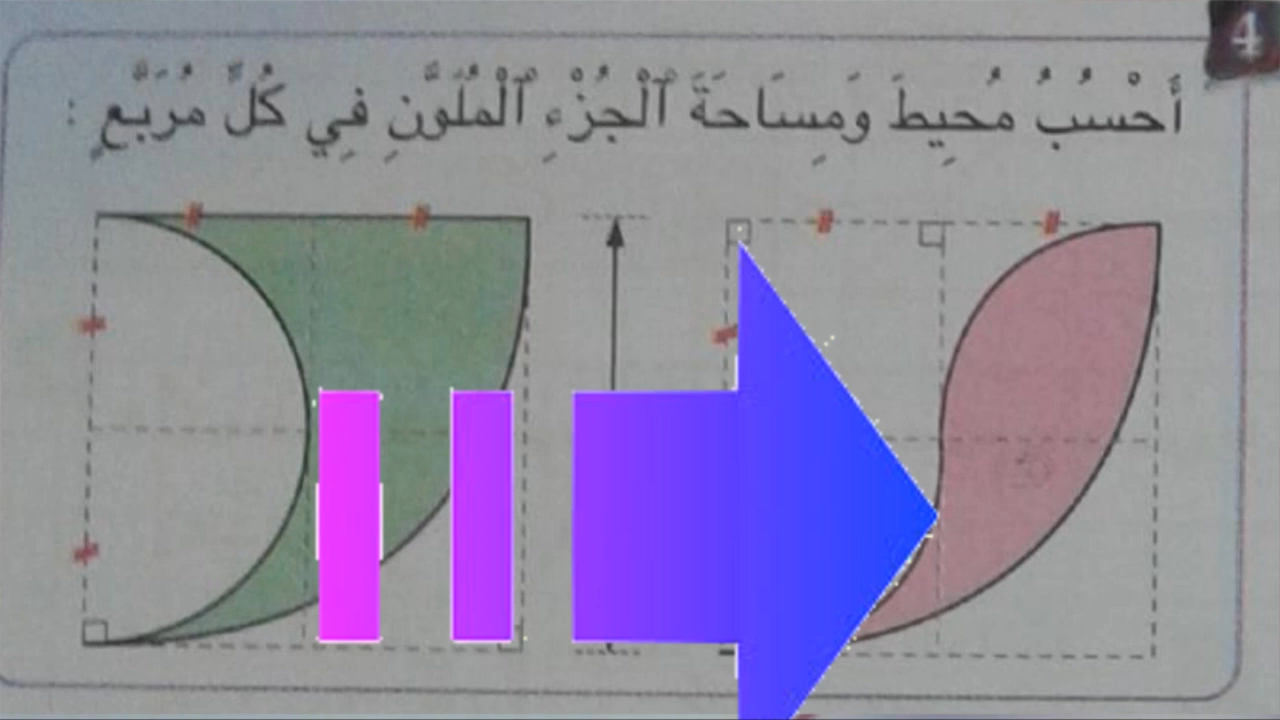 4
أَحْسُبُ مُحِيطَ وَمِسَاحَةَ ٱلْجُزْءِ ٱلْمُلَوَّنِ فِي كُلِّ مُرَبَّعٍ :